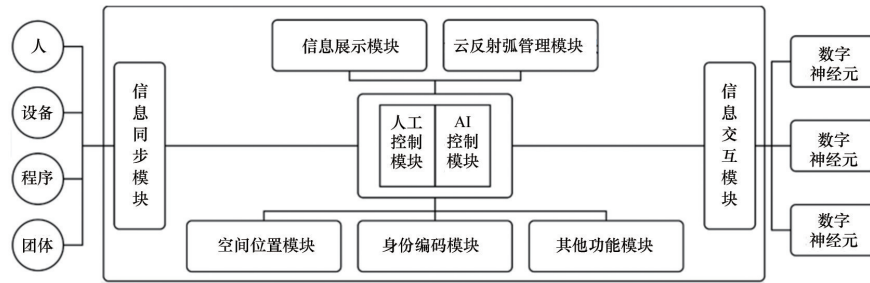 人
设备
程序
团体
信息同步模块
信息展示模块
云反射弧管理模块
人工
控制
模块
AI
控制
模块
空间位置模块
身份编码模块
其他功能模块
信息交互模块
数字
神经元
数字
神经元
数字
神经元